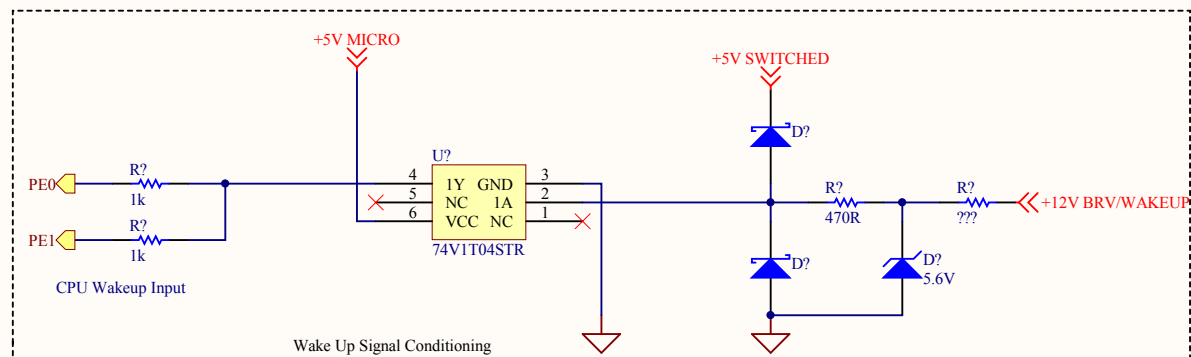 +5V MICRO
+5V SWITCHED
D?
U?
R?
PE0
1k
4 1Y GND 3
5 NC 1A 2
6 VCC NC 1
74V1T04STR
R?
470R
R?
???
+12V BRV/WAKEUP
R?
PE1
1k
D?
D?
5.6V
CPU Wakeup Input
Wake Up Signal Conditioning